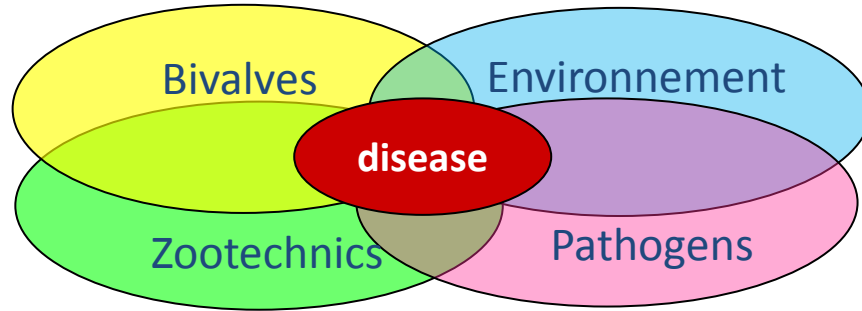 Bivalves
Environnement
disease
Zootechnics
Pathogens